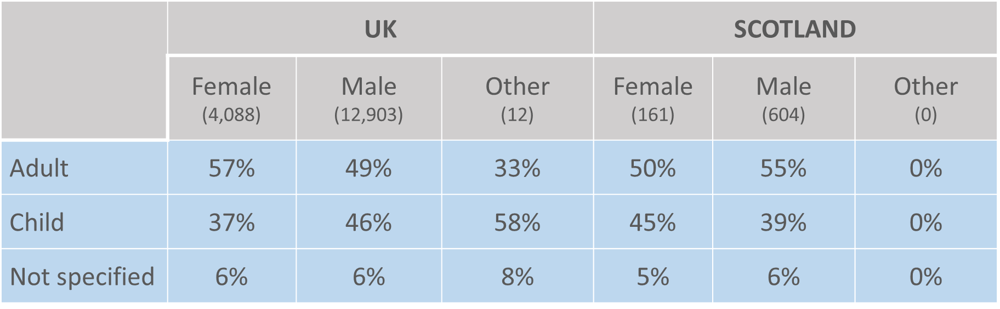 UK SCOTLAND
Female Male Other Female Male Other
(4,088) (12,903) (12) (161) (604) (0)
Adult 57% 49% 33% 50% 55% 0%
Child 37% 46% 58% 45% 39% 0%
Not specified 6% 6% 8% 5% 6% 0%